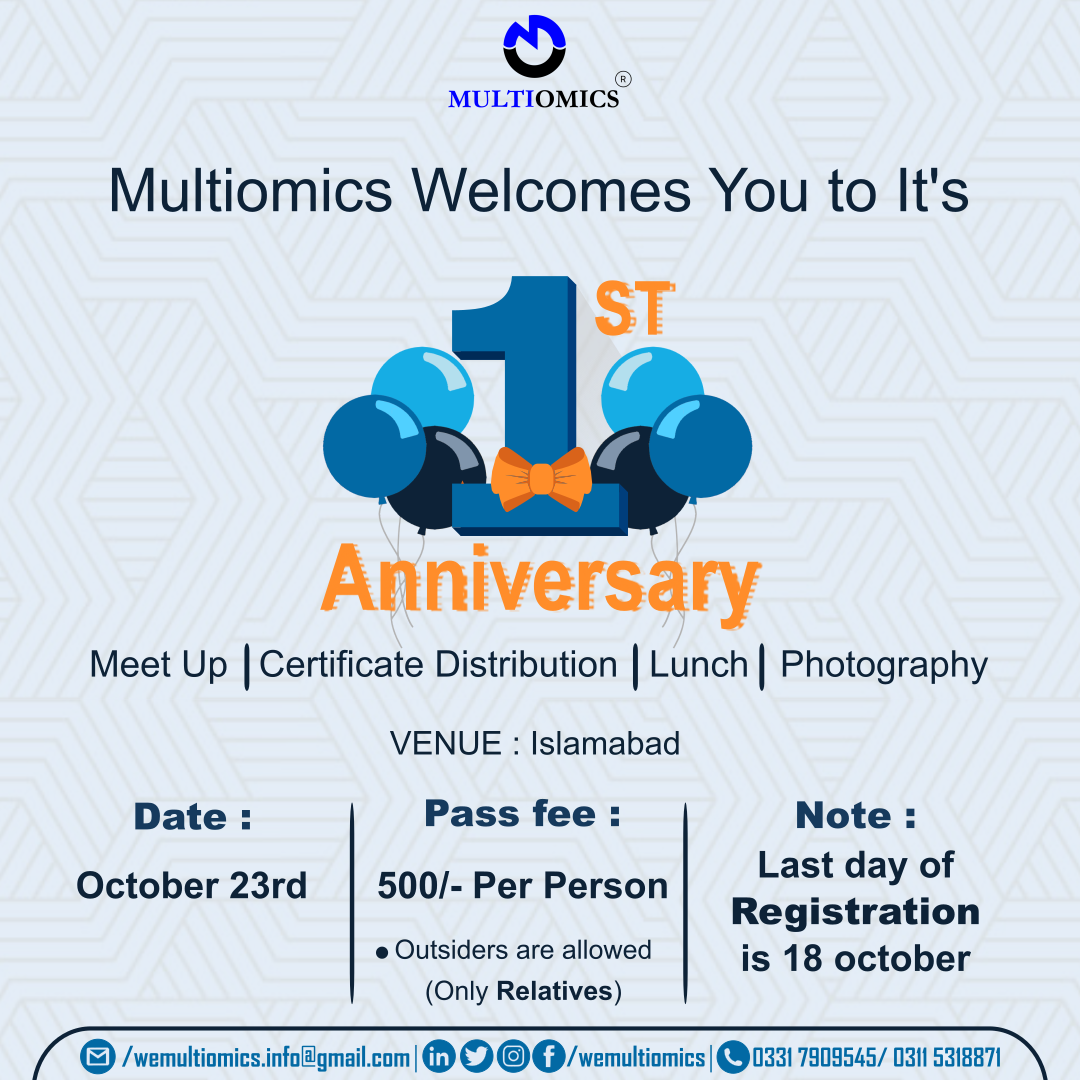 MULTIOMICS ®
Multiomics Welcomes You to It's
1ST
Anniversary
Meet Up | Certificate Distribution | Lunch | Photography
VENUE : Islamabad
Date :
October 23rd
Pass fee :
500/- Per Person
• Outsiders are allowed
(Only Relatives)
Note :
Last day of
Registration
is 18 october
/wemultiomics.info@gmail.com | /wemultiomics | 0331 7909545/ 0311 5318871